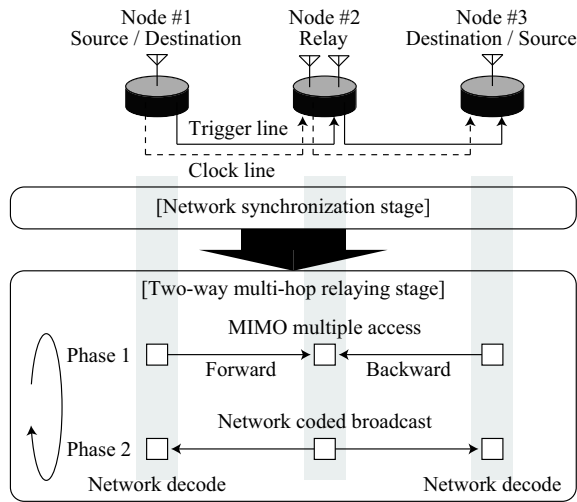 Node #1
Source / Destination
Node #2
Relay
Node #3
Destination / Source
Trigger line
Clock line
[Network synchronization stage]
[Two-way multi-hop relaying stage]
MIMO multiple access
Phase 1
Forward
Backward
Network coded broadcast
Phase 2
Network decode
Network decode